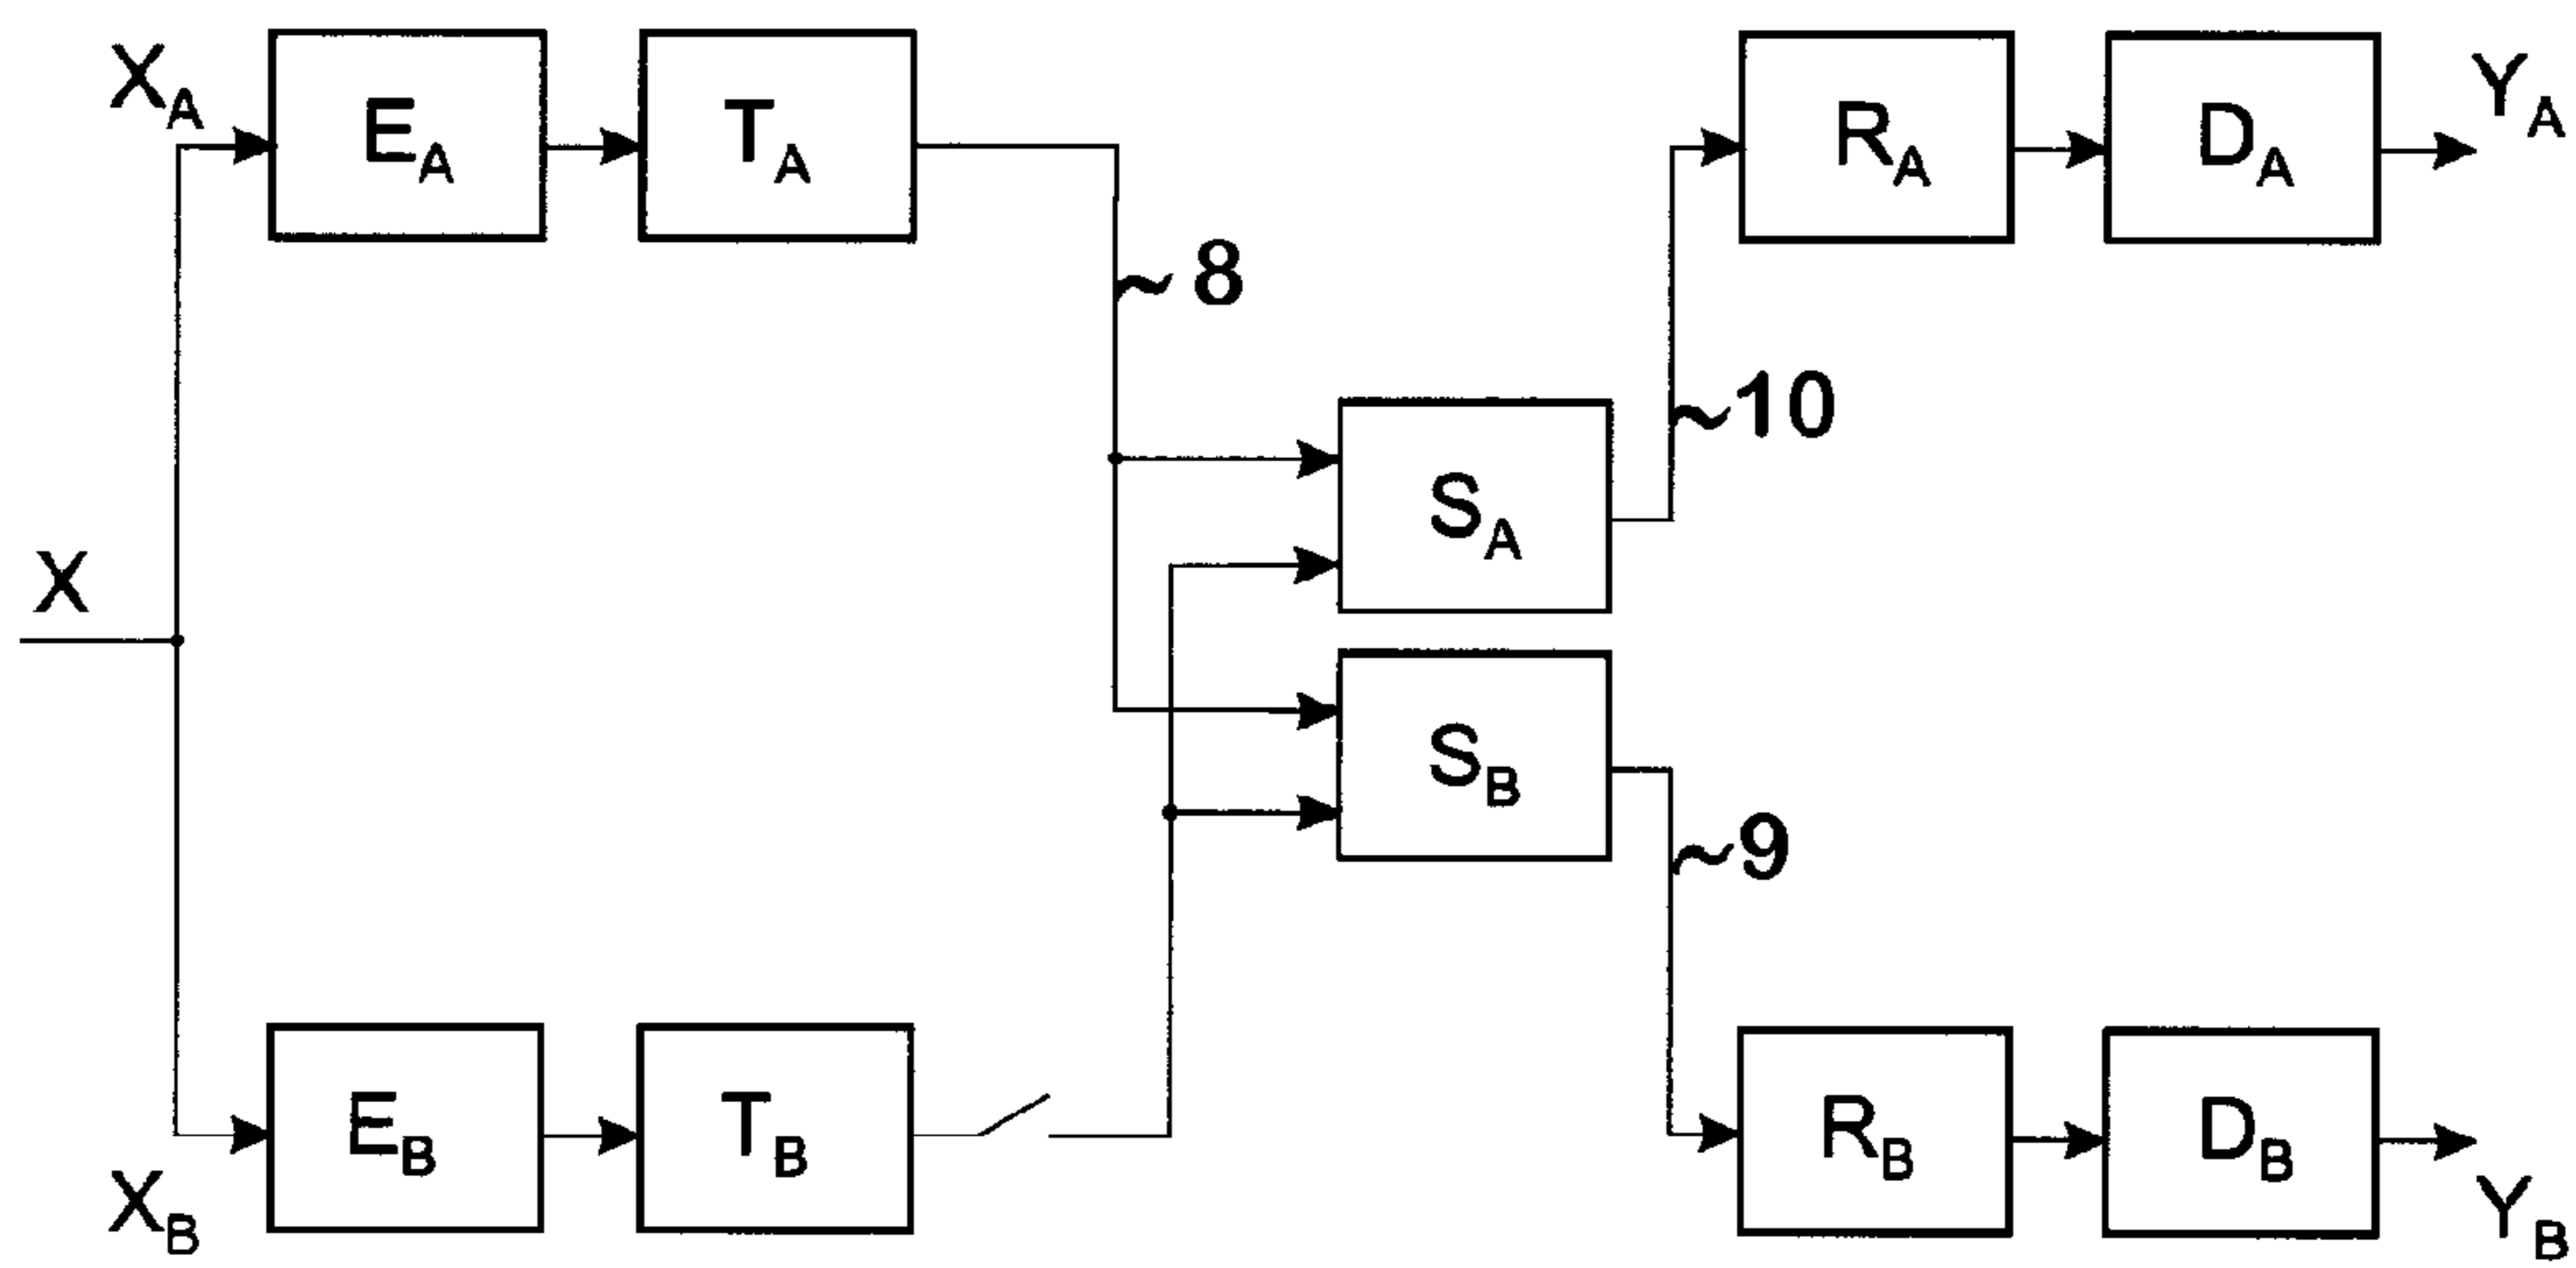 X_A
E_A
T_A
R_A
D_A
Y_A
~ 8
~10
S_A
X
S_B
~9
E_B
T_B
R_B
D_B
X_B
Y_B